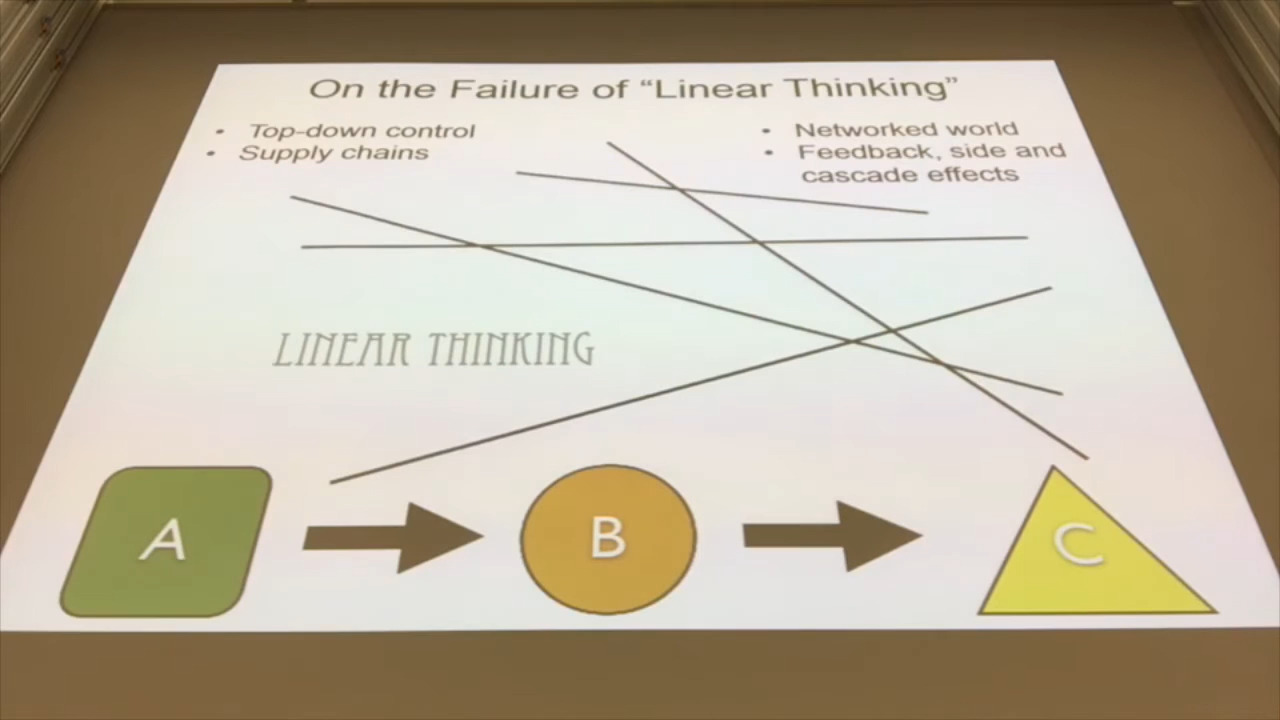 On the Failure of “Linear Thinking”
• Top-down control
• Supply chains
• Networked world
• Feedback, side and
cascade effects
LINEAR THINKING
A
B
C